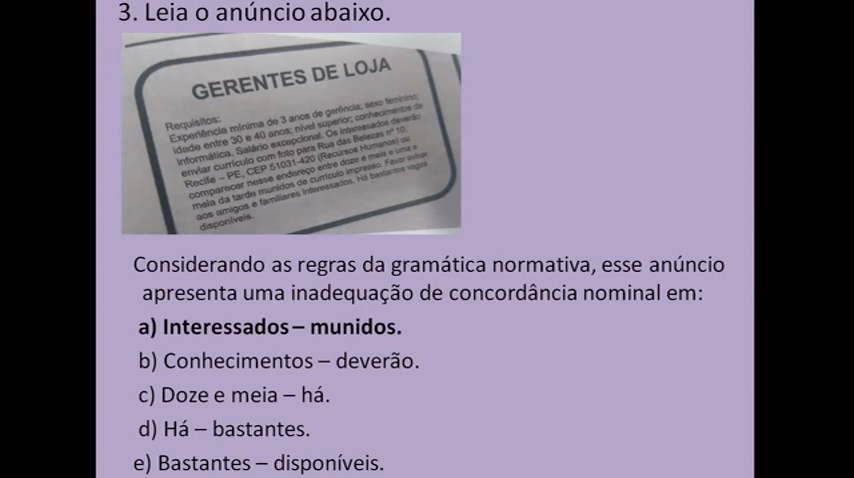 3. Leia o anúncio abaixo.
GERENTES DE LOJA
Requisitos:
Experiência mínima de 3 anos de gerência; sexo feminino;
idade entre 30 e 40 anos; nível superior; conhecimentos de
Informática. Salário excepcional. Os interessados deverão
enviar currículo com foto para Rua das Belezas nº 10,
Recife – PE, CEP 51031-420 (Recursos Humanos) ou
comparecer nesse endereço entre doze e meia e uma e
meia da tarde munidos de currículo impresso. Favor avisar
aos amigos e familiares interessados. Há bastantes vagas
disponíveis.
Considerando as regras da gramática normativa, esse anúncio
apresenta uma inadequação de concordância nominal em:
a) Interessados – munidos.
b) Conhecimentos – deverão.
c) Doze e meia – há.
d) Há – bastantes.
e) Bastantes – disponíveis.